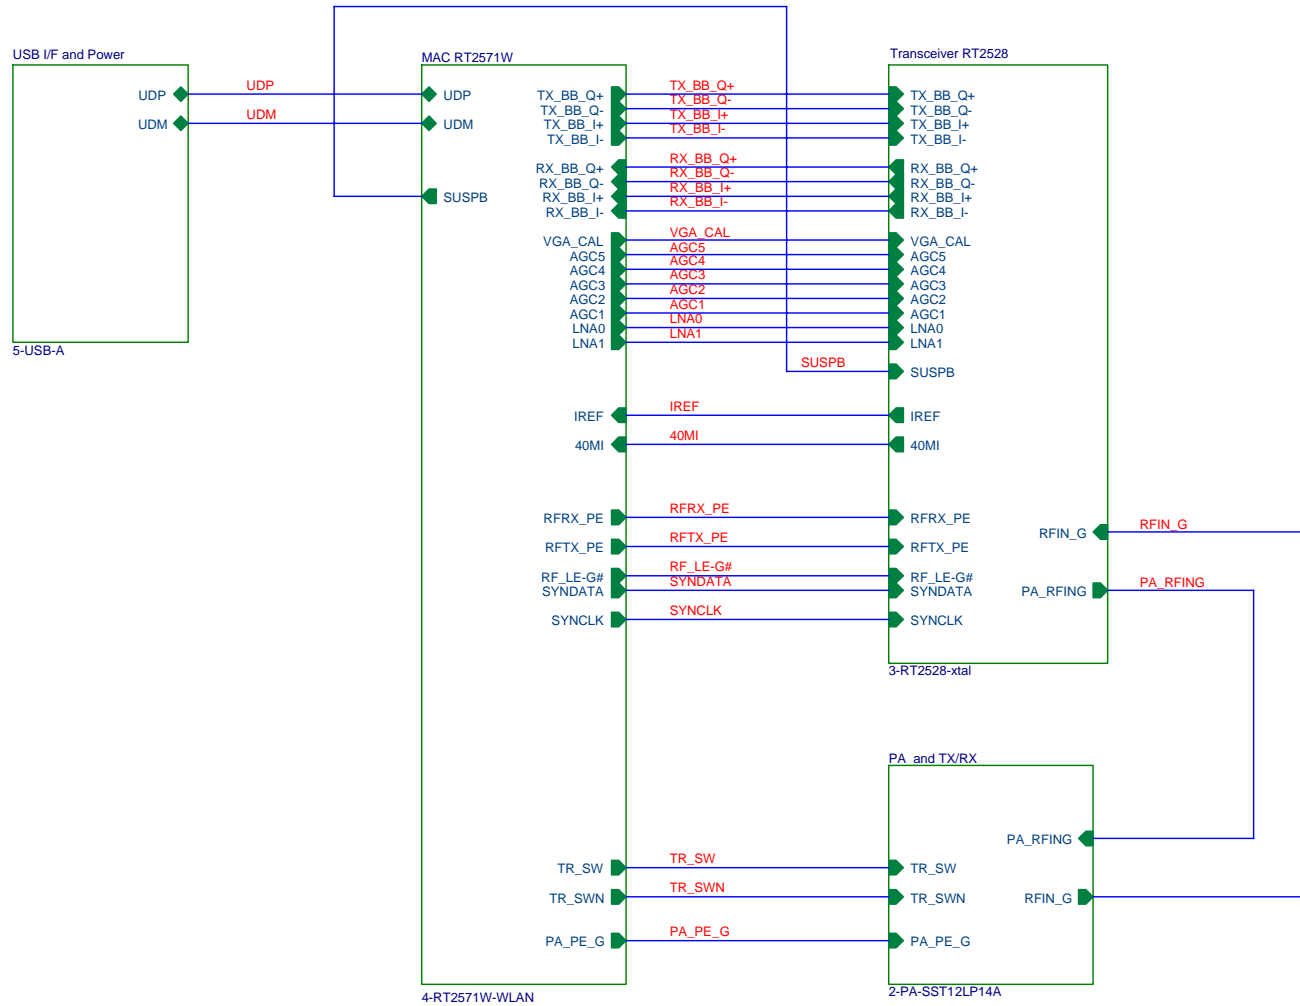 USB I/F and Power
UDP
UDM
5-USB-A
UDP
UDM
MAC RT2571W
UDP
UDM
SUSPB
TX_BB_Q+
TX_BB_Q-
TX_BB_I+
TX_BB_I-
RX_BB_Q+
RX_BB_Q-
RX_BB_I+
RX_BB_I-
VGA_CAL
AGC5
AGC4
AGC3
AGC2
AGC1
LNA0
LNA1
IREF
40MI
RFRX_PE
RFTX_PE
RF_LE-G#
SYNDATA
SYNCLK
TR_SW
TR_SWN
PA_PE_G
4-RT2571W-WLAN
TX_BB_Q+
TX_BB_Q-
TX_BB_I+
TX_BB_I-
RX_BB_Q+
RX_BB_Q-
RX_BB_I+
RX_BB_I-
VGA_CAL
AGC5
AGC4
AGC3
AGC2
AGC1
LNA0
LNA1
SUSPB
IREF
40MI
RFRX_PE
RFTX_PE
RF_LE-G#
SYNDATA
SYNCLK
TR_SW
TR_SWN
PA_PE_G
Transceiver RT2528
TX_BB_Q+
TX_BB_Q-
TX_BB_I+
TX_BB_I-
RX_BB_Q+
RX_BB_Q-
RX_BB_I+
RX_BB_I-
VGA_CAL
AGC5
AGC4
AGC3
AGC2
AGC1
LNA0
LNA1
SUSPB
IREF
40MI
RFRX_PE
RFTX_PE
RF_LE-G#
SYNDATA
SYNCLK
RFIN_G
PA_RFING
3-RT2528-xtal
RFIN_G
PA_RFING
PA and TX/RX
PA_RFING
TR_SW
TR_SWN
RFIN_G
PA_PE_G
2-PA-SST12LP14A